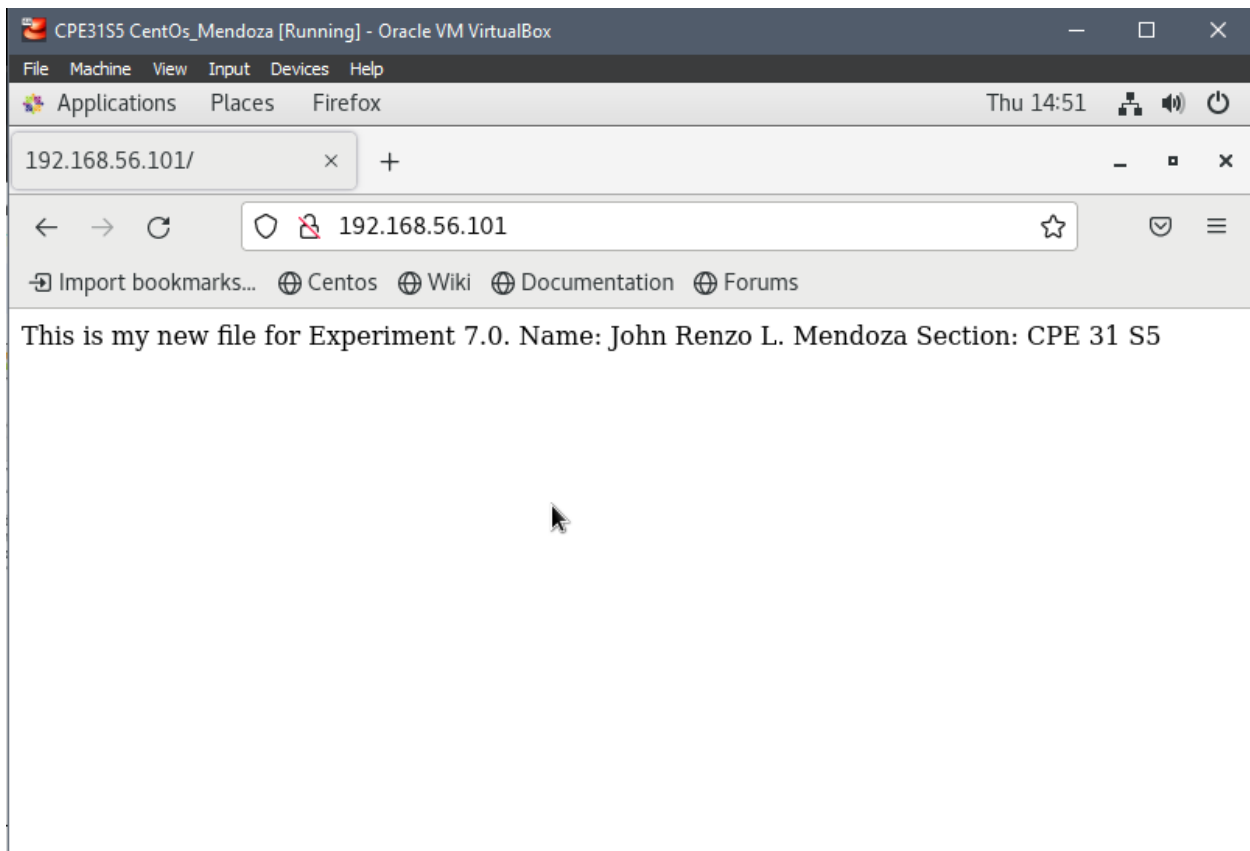 CPE31S5 CentOs_Mendoza [Running] - Oracle VM VirtualBox
File Machine View Input Devices Help
Applications Places Firefox Thu 14:51
192.168.56.101/
192.168.56.101
Import bookmarks... Centos Wiki Documentation Forums
This is my new file for Experiment 7.0. Name: John Renzo L. Mendoza Section: CPE 31 S5